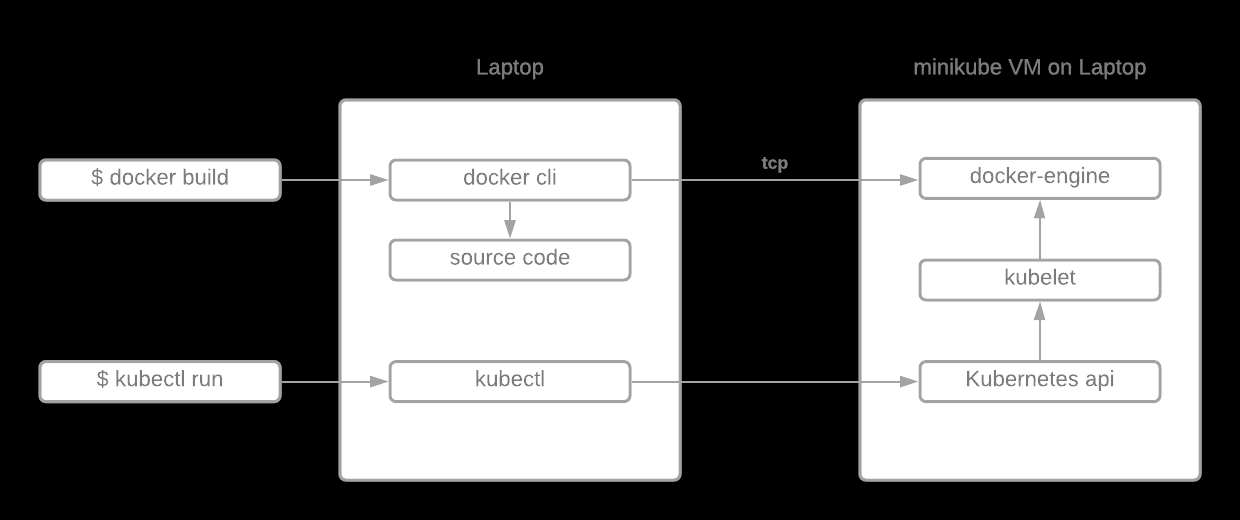 Laptop
minikube VM on Laptop
$ docker build
docker cli
tcp
docker-engine
source code
kubelet
$ kubectl run
kubectl
Kubernetes api